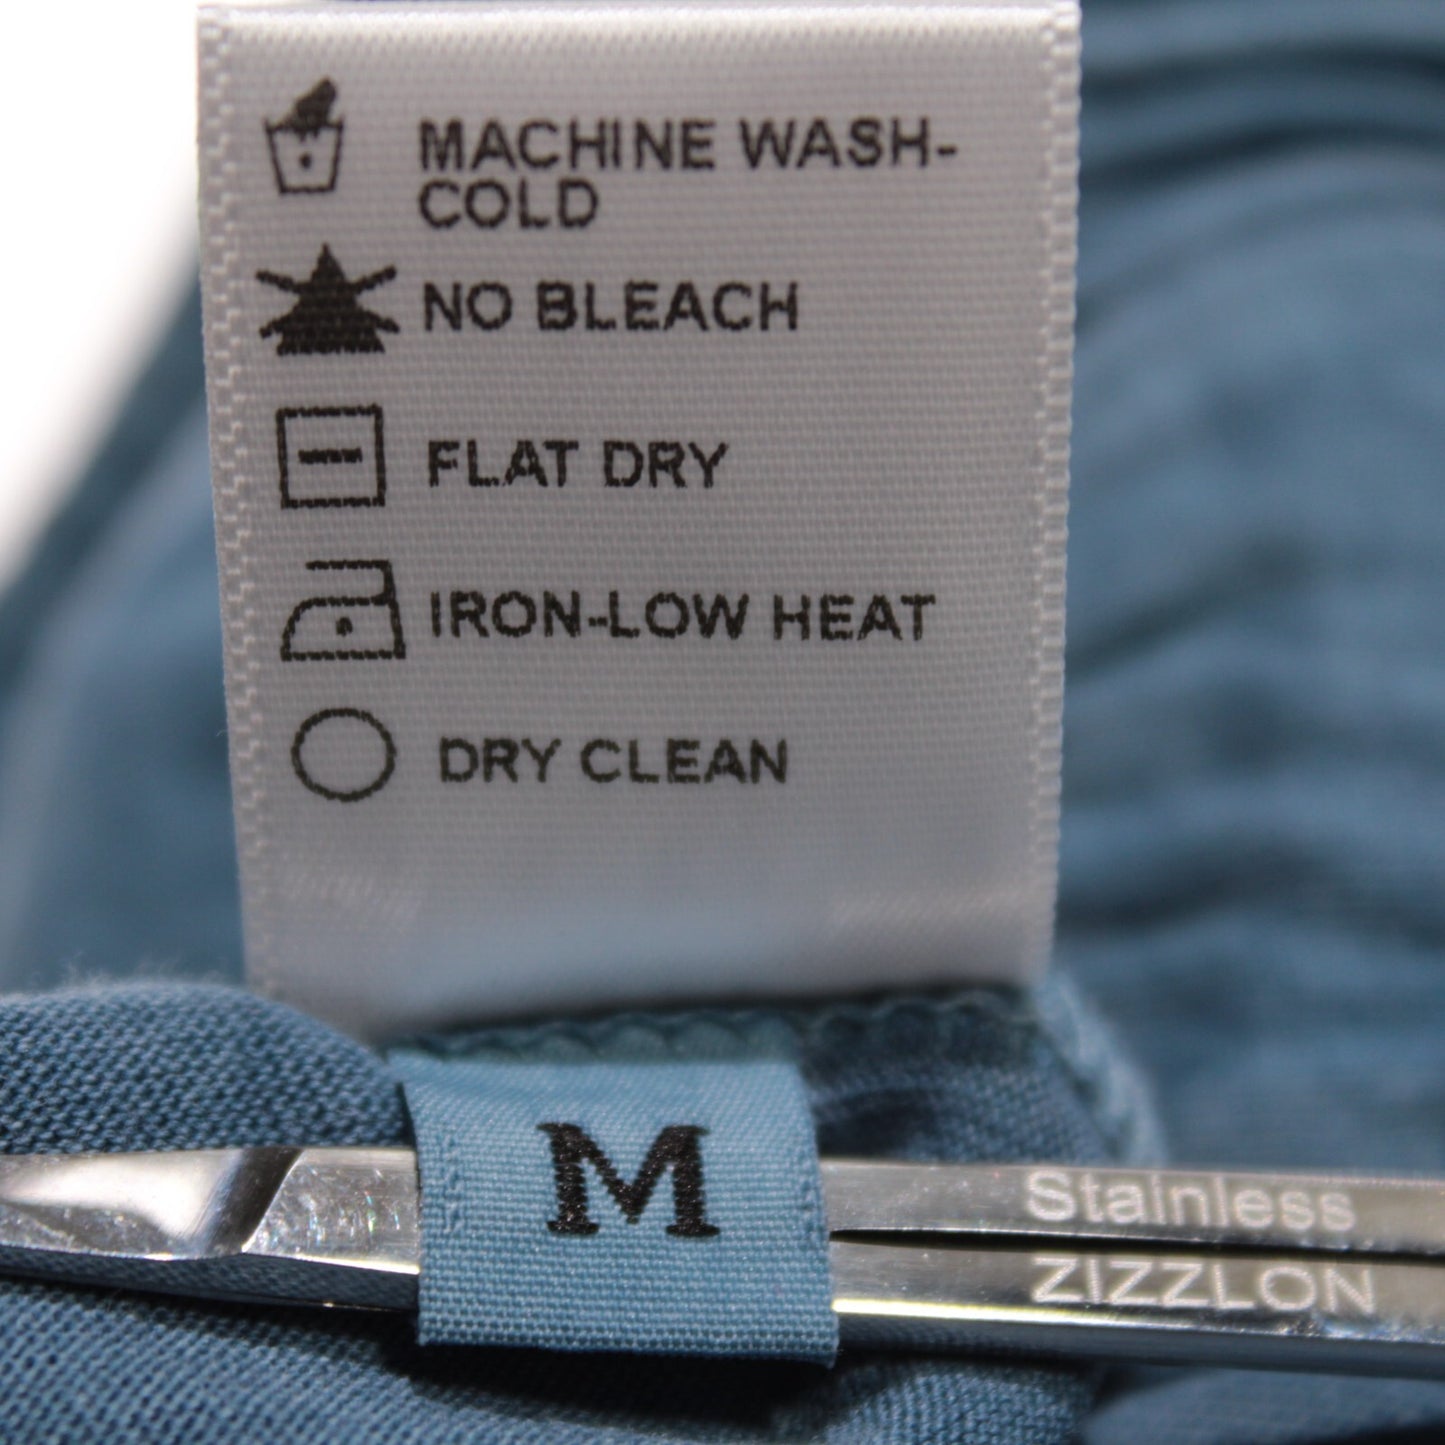 MACHINE WASH-
COLD
NO BLEACH
FLAT DRY
IRON-LOW HEAT
DRY CLEAN
M
Stainless
ZIZZLON